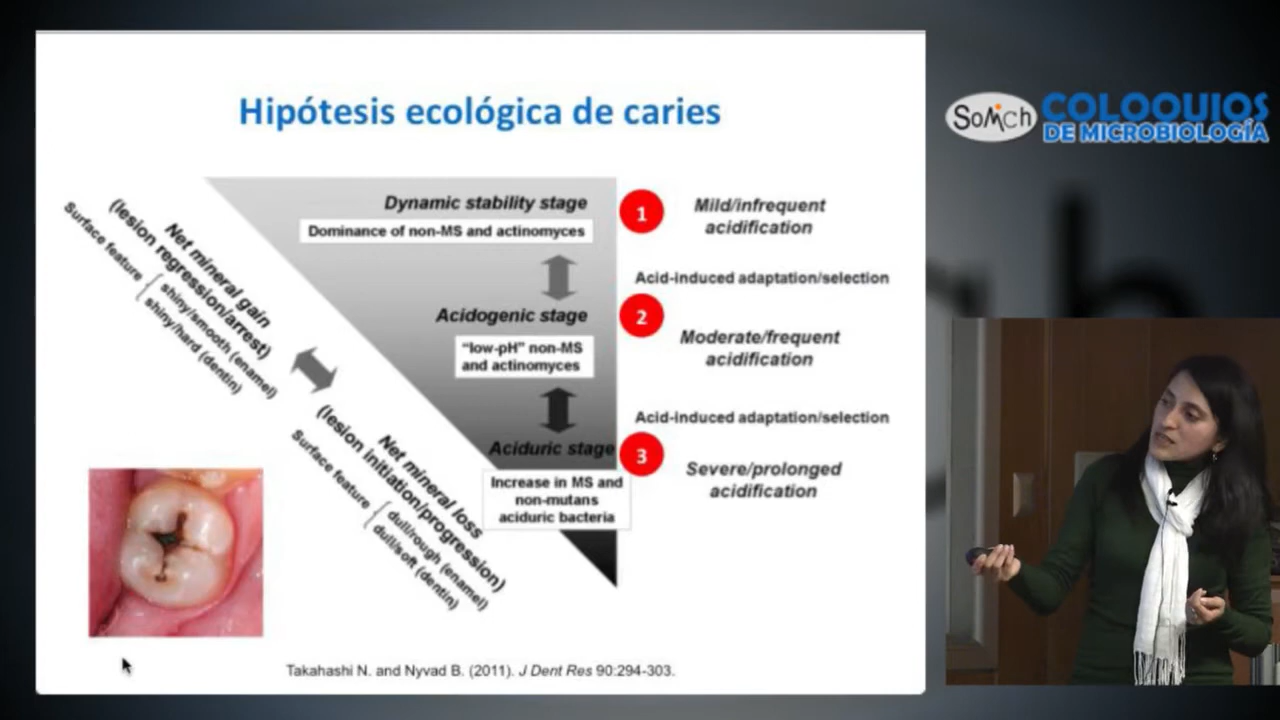 Hipótesis ecológica de caries
Dynamic stability stage
Dominance of non-MS and actinomyces
1
Mild/infrequent
acidification
Acid-induced adaptation/selection
Acidogenic stage
2
"low-pH" non-MS
and actinomyces
Moderate/frequent
acidification
Acid-induced adaptation/selection
Aciduric stage
3
Increase in MS and
non-mutans
aciduric bacteria
Severe/prolonged
acidification
Net mineral gain
(lesion regression/arrest)
Surface feature
shiny/smooth (enamel)
shiny/hard (dentin)
Net mineral loss
(lesion initiation/progression)
Surface feature
dull/rough (enamel)
dull/soft (dentin)
Takahashi N. and Nyvad B. (2011). J Dent Res 90:294-303.
SoMich
COLOQUIOS
DE MICROBIOLOGÍA